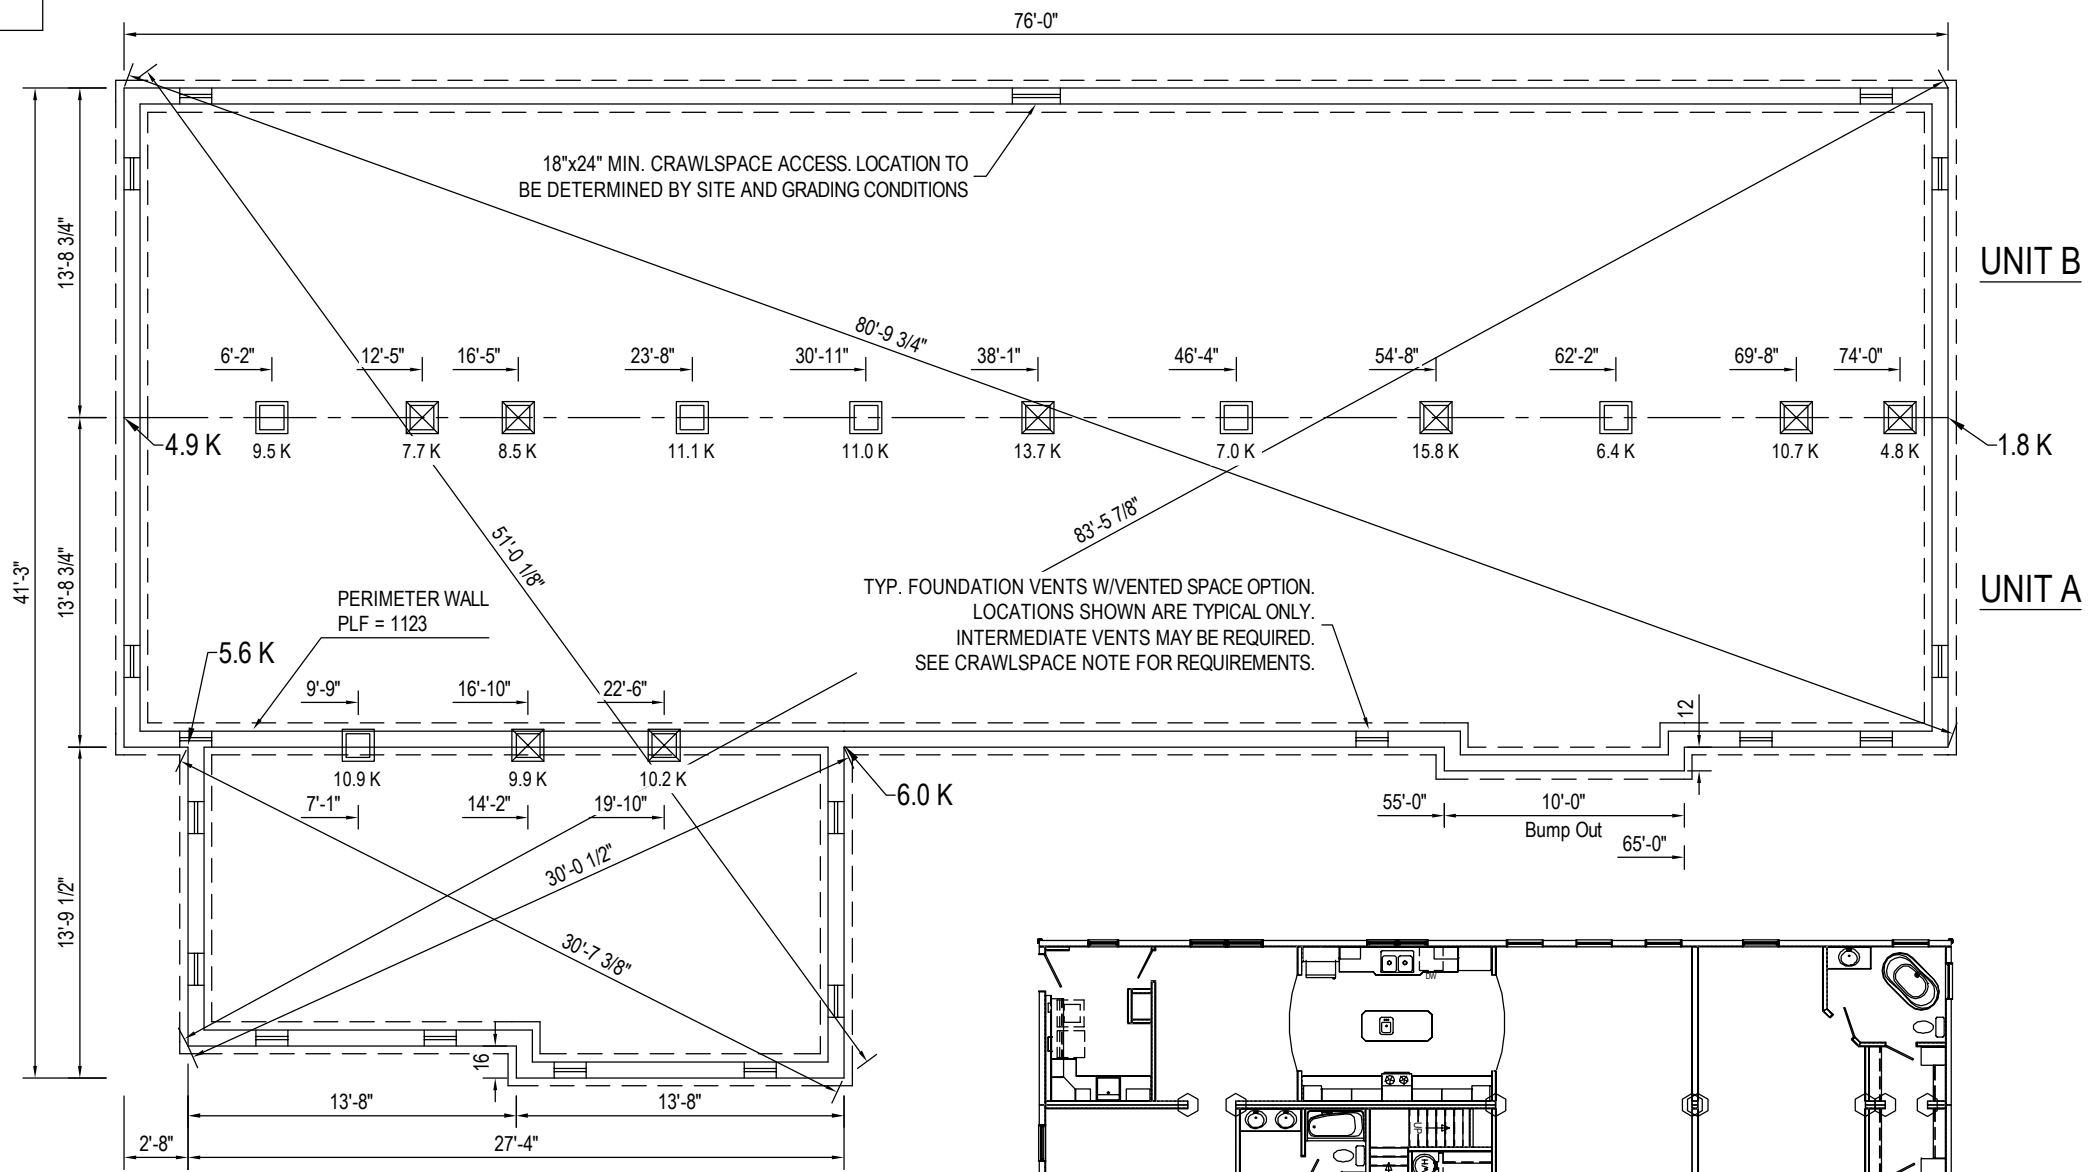 76'-0"
18"x24" MIN. CRAWLSPACE ACCESS. LOCATION TO
BE DETERMINED BY SITE AND GRADING CONDITIONS
13'-8 3/4"
UNIT B
80'-9 3/4"
6'-2"
12'-5"
16'-5"
23'-8"
30'-11"
38'-1"
46'-4"
54'-8"
62'-2"
69'-8"
74'-0"
4.9 K
9.5 K
7.7 K
8.5 K
11.1 K
11.0 K
13.7 K
7.0 K
15.8 K
6.4 K
10.7 K
4.8 K
1.8 K
83'-5 7/8"
51'-0 1/8"
41'-3"
13'-8 3/4"
PERIMETER WALL
PLF = 1123
TYP. FOUNDATION VENTS W/VENTED SPACE OPTION.
LOCATIONS SHOWN ARE TYPICAL ONLY.
INTERMEDIATE VENTS MAY BE REQUIRED.
SEE CRAWLSPACE NOTE FOR REQUIREMENTS.
UNIT A
5.6 K
9'-9"
16'-10"
22'-6"
12
10.9 K
9.9 K
10.2 K
6.0 K
7'-1"
14'-2"
19'-10"
55'-0"
10'-0"
Bump Out
65'-0"
30'-0 1/2"
13'-9 1/2"
30'-7 3/8"
16
DW
13'-8"
13'-8"
UP
2'-8"
27'-4"